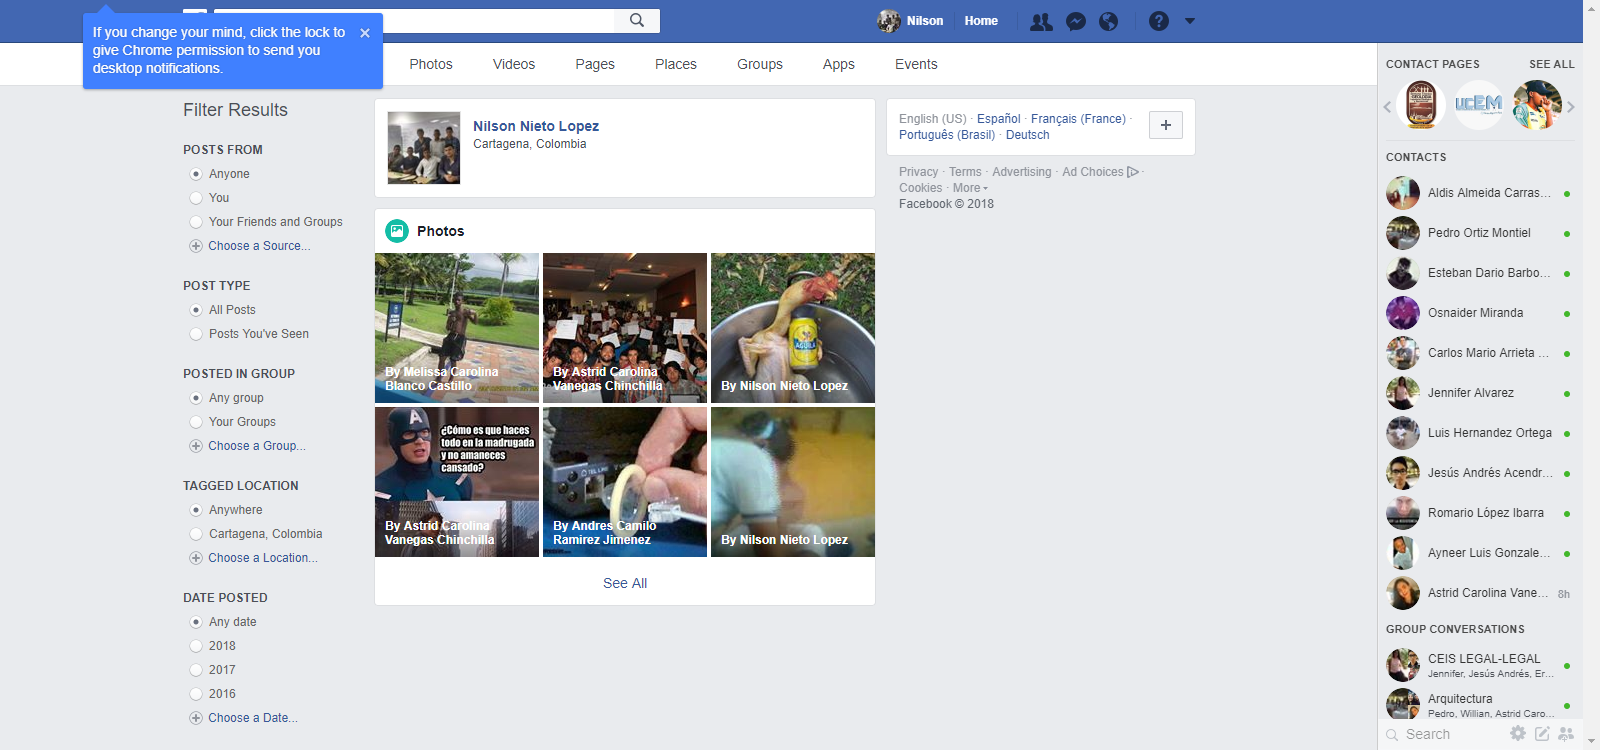 If you change your mind, click the lock to
give Chrome permission to send you
desktop notifications.
Nilson
Home
Photos
Videos
Pages
Places
Groups
Apps
Events
Filter Results
POSTS FROM
Anyone
You
Your Friends and Groups
Choose a Source...
POST TYPE
All Posts
Posts You've Seen
POSTED IN GROUP
Any group
Your Groups
Choose a Group...
TAGGED LOCATION
Anywhere
Cartagena, Colombia
Choose a Location...
DATE POSTED
Any date
2018
2017
2016
Choose a Date...
Nilson Nieto Lopez
Cartagena, Colombia
Photos
By Melissa Carolina
Blanco Castillo
By Astrid Carolina
Vanegas Chinchilla
AGUILA
By Nilson Nieto Lopez
¿Cómo es que haces
todo en la madrugada
y no amaneces
cansado?
By Astrid Carolina
Vanegas Chinchilla
By Andres Camilo
Ramirez Jimenez
By Nilson Nieto Lopez
See All
English (US) · Español · Français (France) ·
Português (Brasil) · Deutsch
Privacy · Terms · Advertising · Ad Choices ·
Cookies · More
Facebook © 2018
CONTACT PAGES
SEE ALL
UCEM
CONTACTS
Aldis Almeida Carras...
Pedro Ortiz Montiel
Esteban Dario Barbo...
Osnaider Miranda
Carlos Mario Arrieta ...
Jennifer Alvarez
Luis Hernandez Ortega
Jesús Andrés Acendr...
Romario López Ibarra
Ayneer Luis Gonzale...
Astrid Carolina Vane...
8h
GROUP CONVERSATIONS
CEIS LEGAL-LEGAL
Jennifer, Jesús Andrés, Er...
Arquitectura
Pedro, Willian, Astrid Caro...
Search